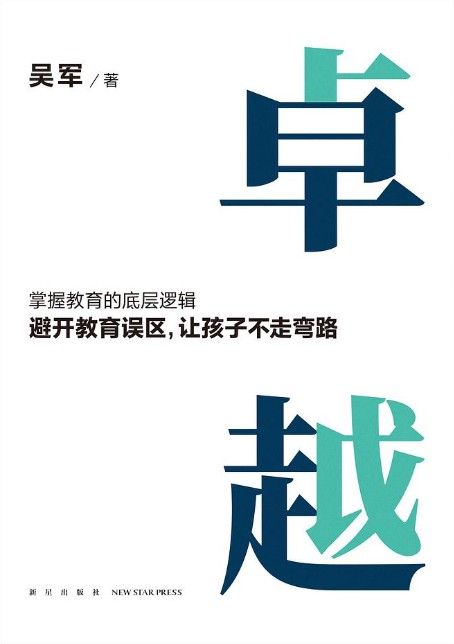 吴军 / 著
卓
掌握教育的底层逻辑
避开教育误区,让孩子不走弯路
越
新星出版社 NEW STAR PRESS